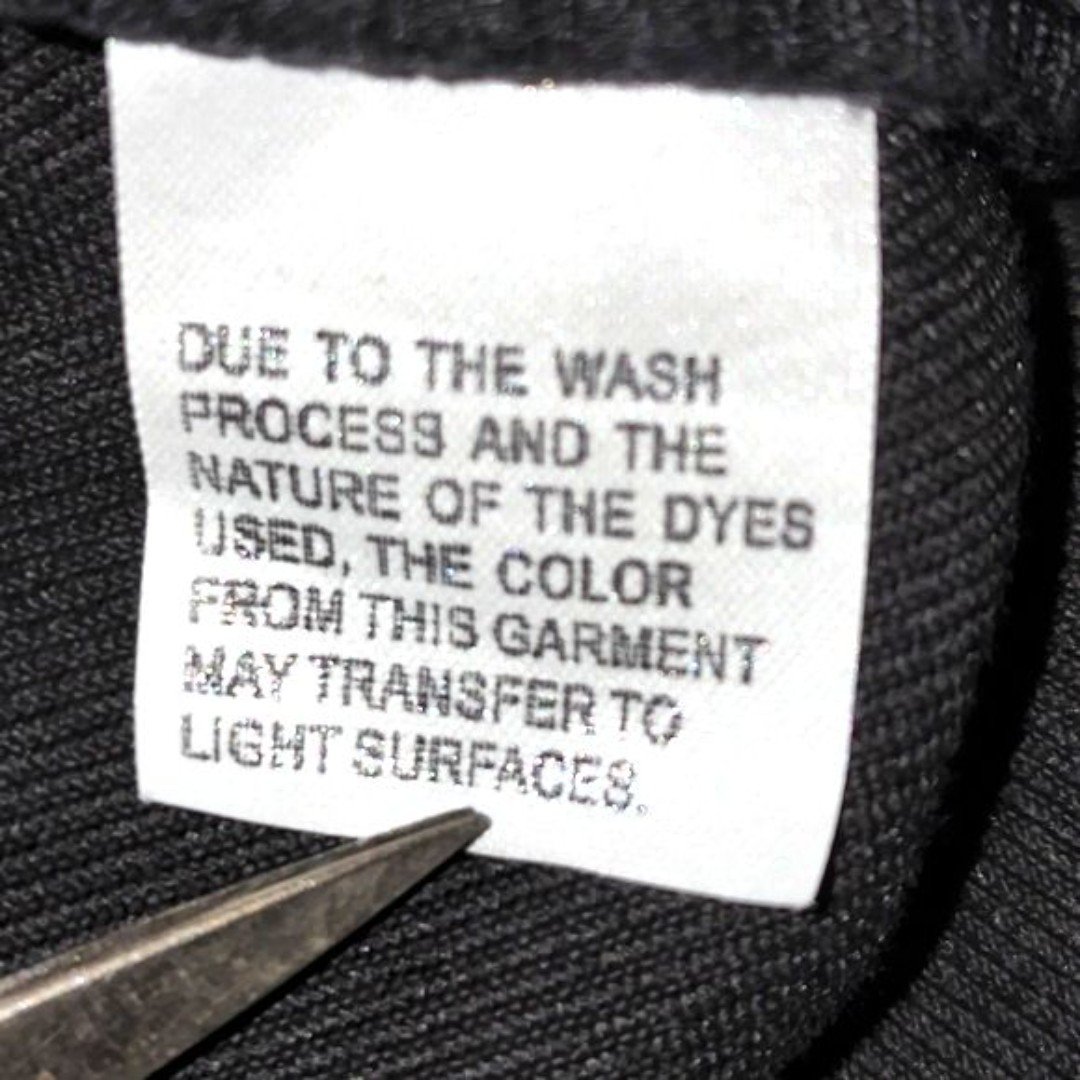 DUE TO THE WASH
PROCESS AND THE
NATURE OF THE DYES
USED, THE COLOR
FROM THIS GARMENT
MAY TRANSFER TO
LIGHT SURFACES.